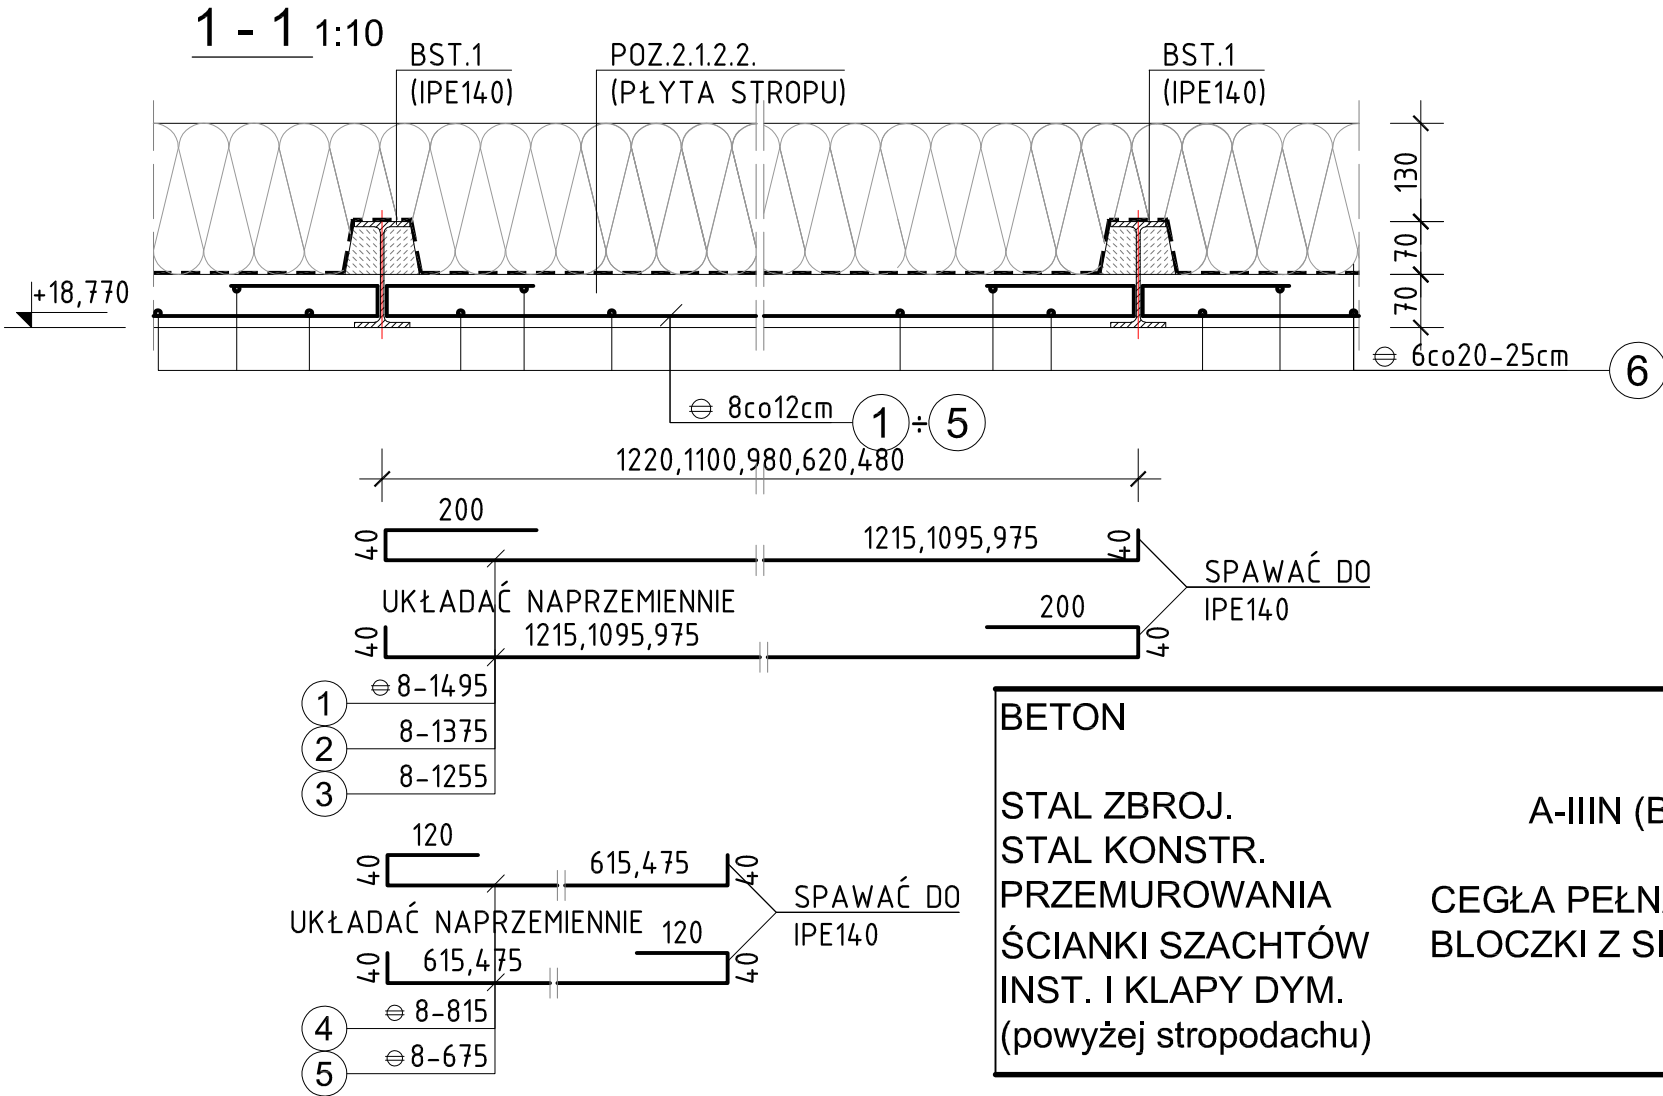 1 - 1 1:10
BST.1
(IPE140)
POZ.2.1.2.2.
(PŁYTA STROPU)
BST.1
(IPE140)
130
70
70
+18,770
6co20-25cm
6
8co12cm
1 ÷ 5
1220,1100,980,620,480
200
40
1215,1095,975
40
SPAWAĆ DO
IPE140
UKŁADAĆ NAPRZEMIENNIE
40
1215,1095,975
200
40
1
8-1495
2
8-1375
3
8-1255
120
40
615,475
40
SPAWAĆ DO
IPE140
UKŁADAĆ NAPRZEMIENNIE
40
615,475
120
40
4
8-815
5
8-675
BETON
STAL ZBROJ. A-IIIN (B
STAL KONSTR.
PRZEMUROWANIA CEGŁA PEŁN
ŚCIANKI SZACHTÓW BLOCZKI Z
INST. I KLAPY DYM.
(powyżej stropodachu)